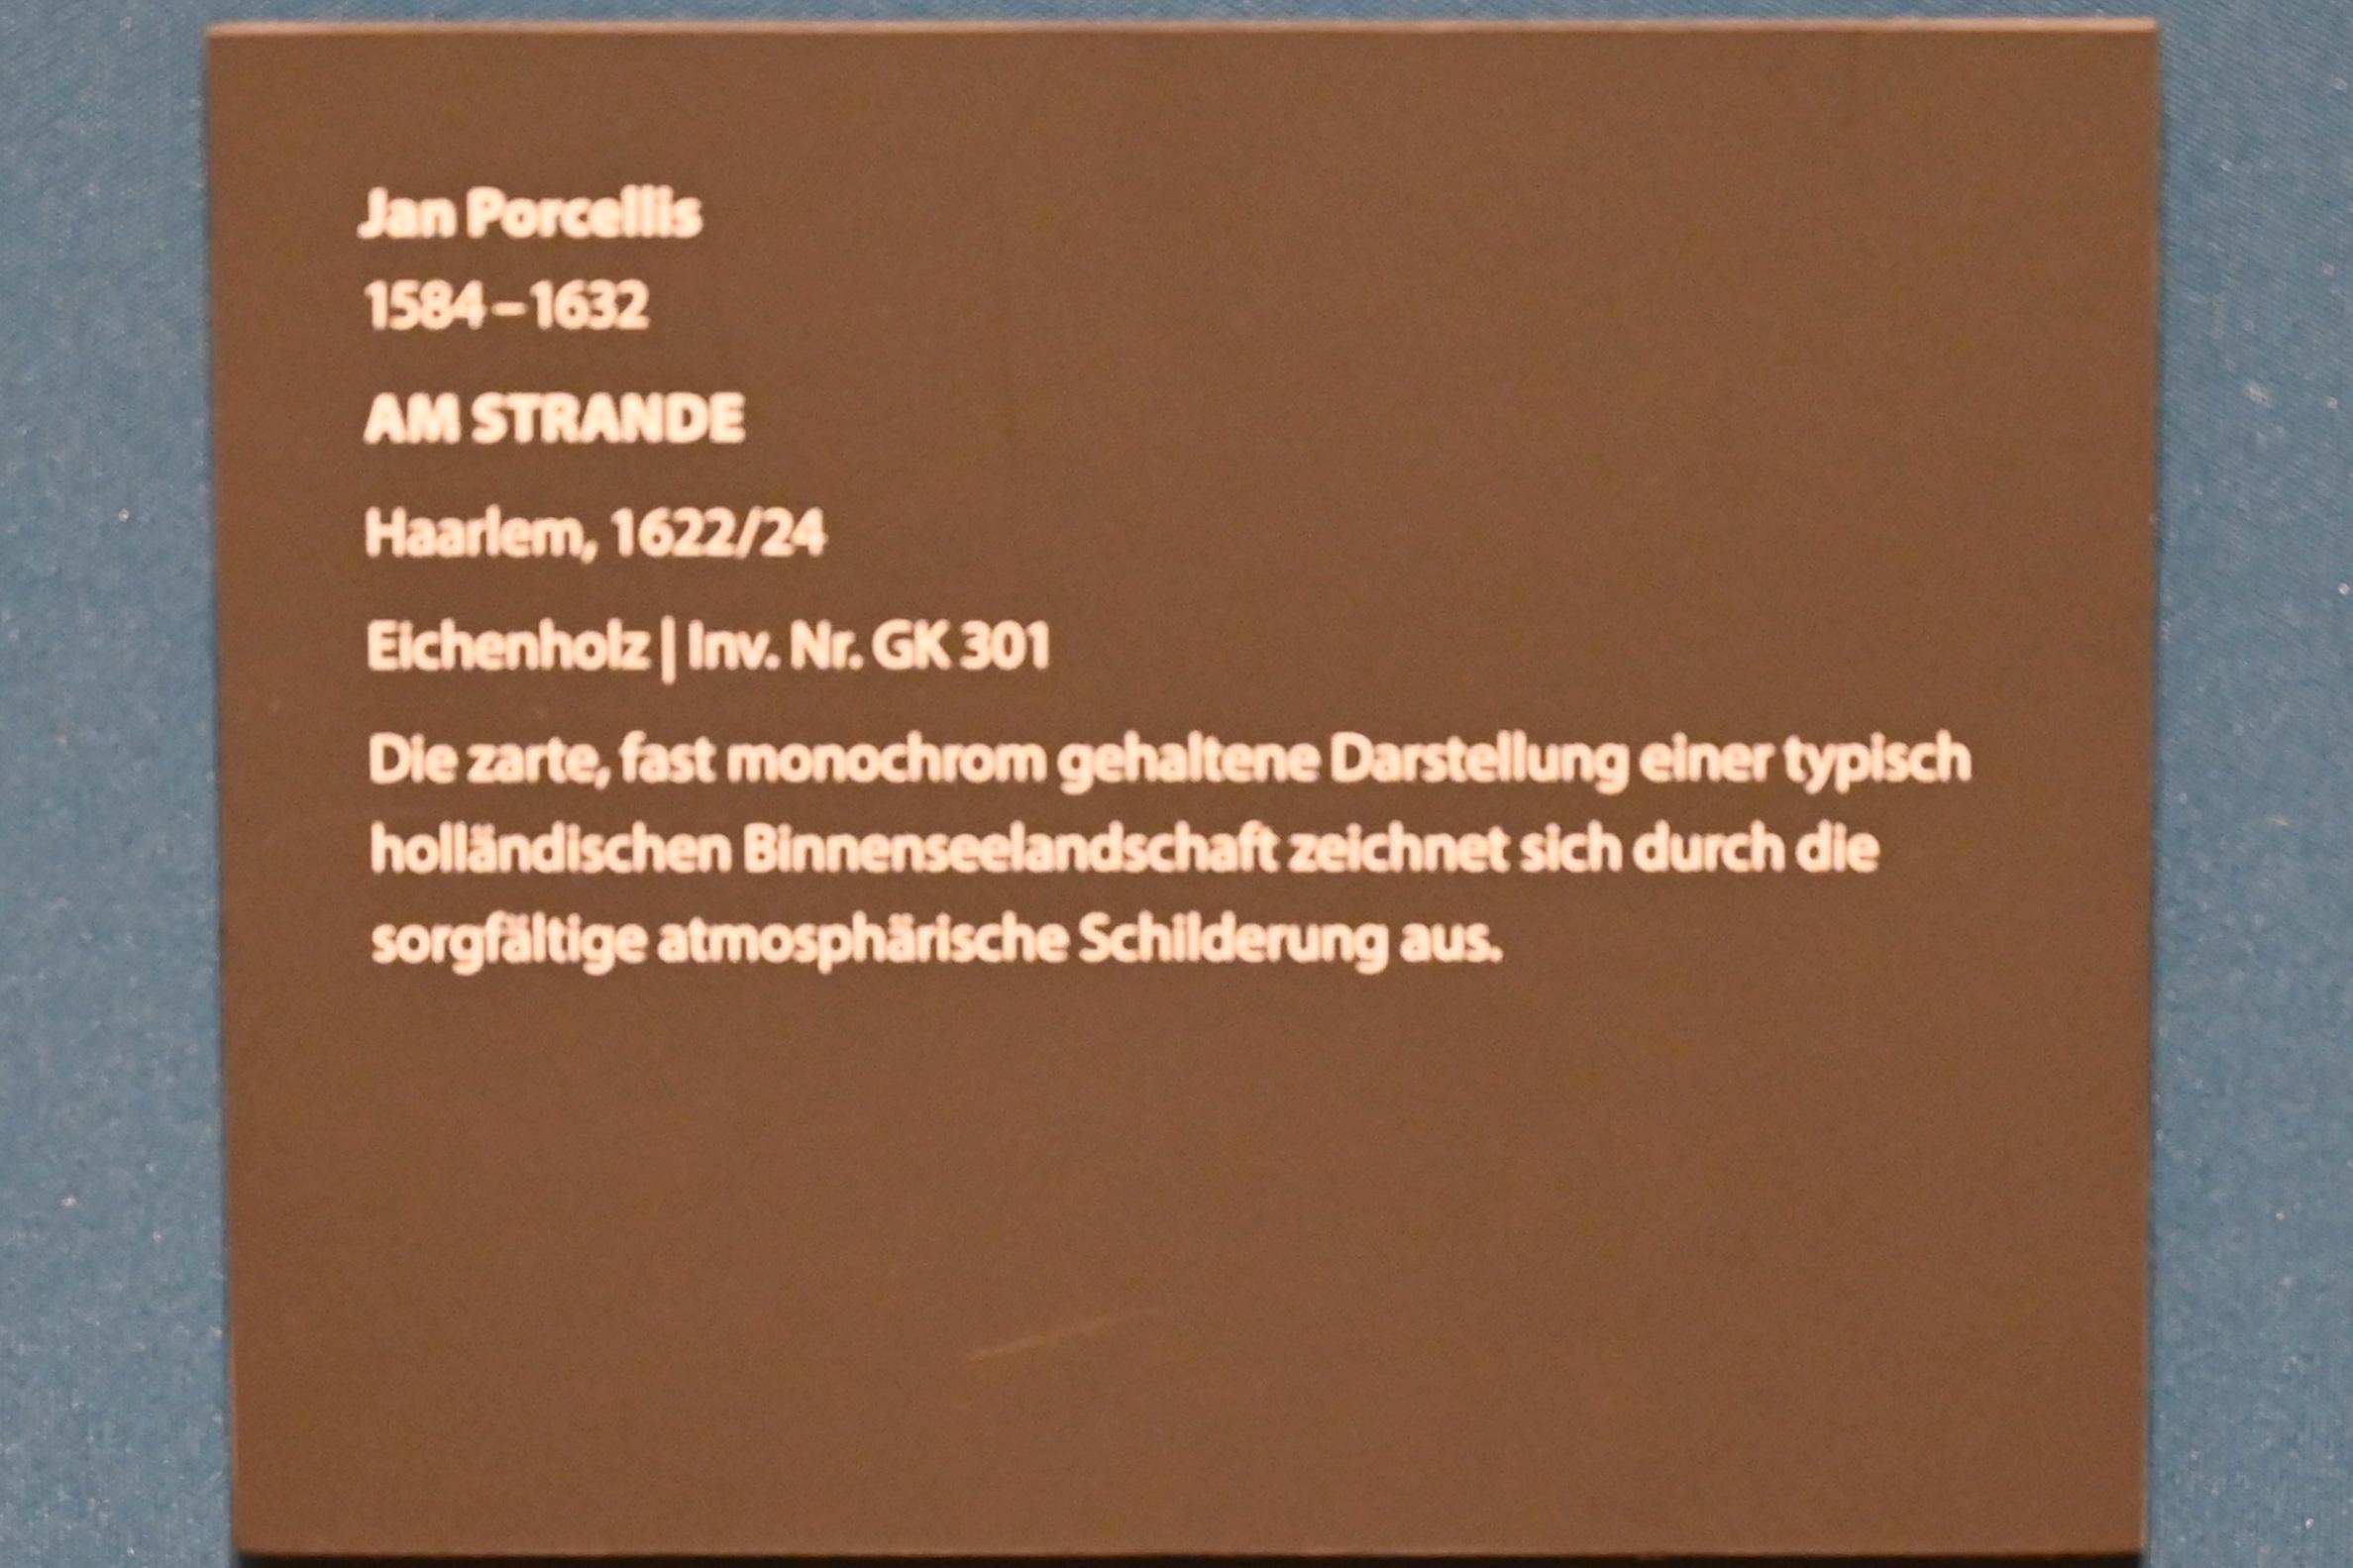 Jan Porcellis
1584 – 1632
AM STRANDE
Haarlem, 1622/24
Eichenholz | Inv. Nr. GK 301
Die zarte, fast monochrom gehaltene Darstellung einer typisch
holländischen Binnenseelandschaft zeichnet sich durch die
sorgfältige atmosphärische Schilderung aus.